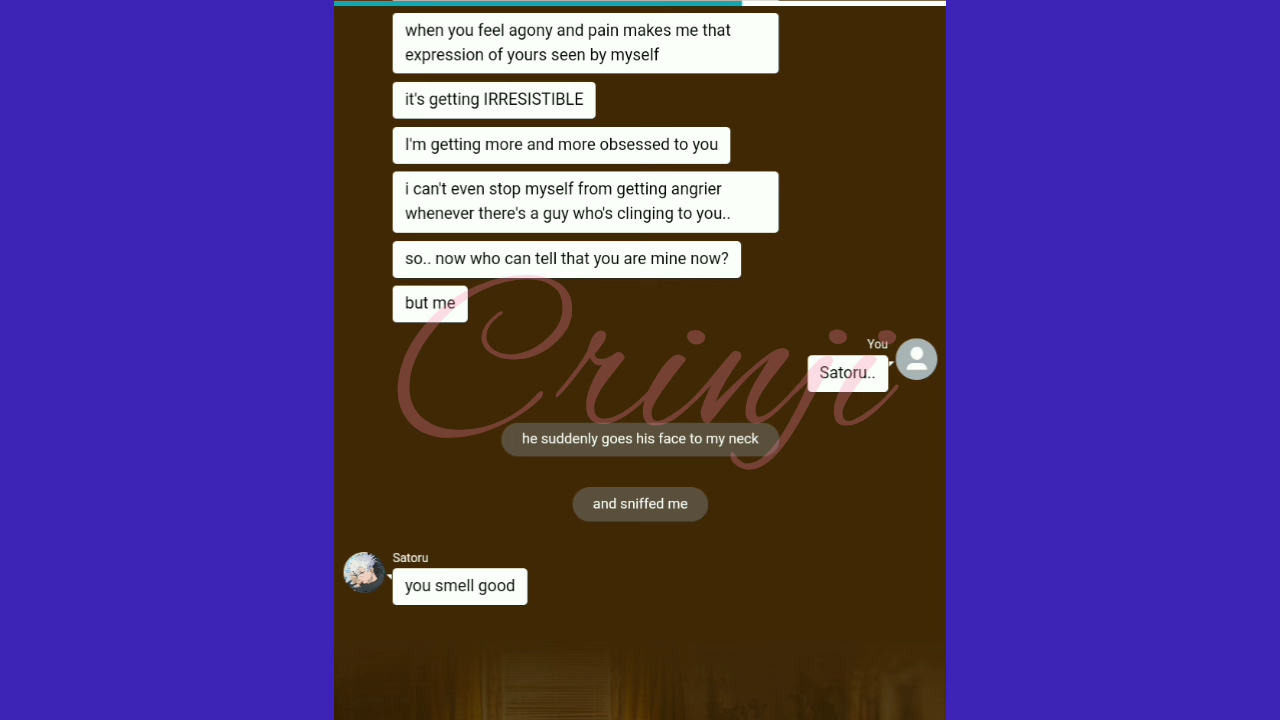 when you feel agony and pain makes me that
expression of yours seen by myself
it's getting IRRESISTIBLE
I'm getting more and more obsessed to you
i can't even stop myself from getting angrier
whenever there's a guy who's clinging to you..
so.. now who can tell that you are mine now?
but me
You
Satoru..
Crinji
he suddenly goes his face to my neck
and sniffed me
Satoru
you smell good